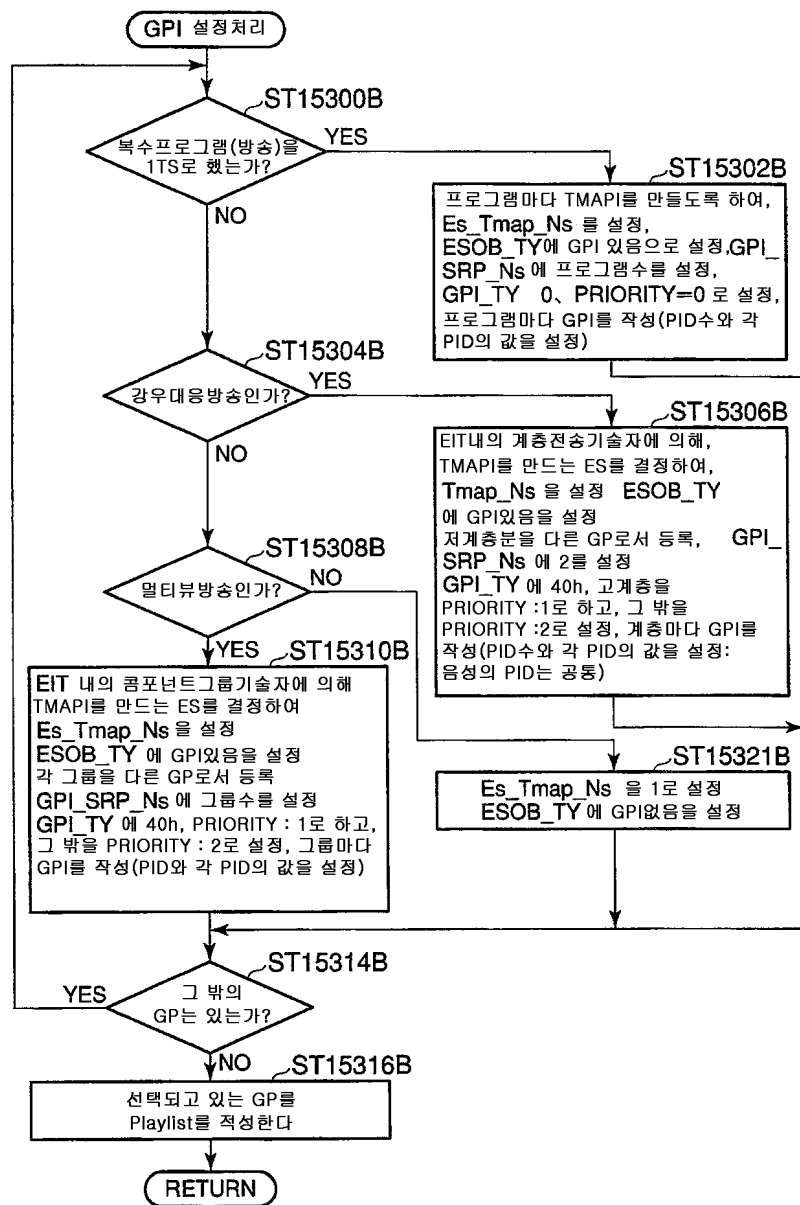 GPI 설정처리
ST15300B
복수프로그램(방송)을
1TS로 했는가?
YES
NO
ST15302B
프로그램마다 TMAPI를 만들도록 하여,
Es_Tmap_Ns 를 설정,
ESOB_TY에 GPI 있음으로 설정,GPI_
SRP_Ns에 프로그램수를 설정,
GPI_TY 0、PRIORITY=0 로 설정,
프로그램마다 GPI를 작성(PID수와 각
PID의 값을 설정)
ST15304B
강우대응방송인가?
YES
NO
ST15306B
EIT내의 계층전송기술자에 의해,
TMAPI를 만드는 ES를 결정하여,
Tmap_Ns 을 설정 ESOB_TY
에 GPI있음을 설정
저계층분을 다른 GP로서 등록, GPI_
SRP_Ns 에 2를 설정
GPI_TY 에 40h, 고계층을
PRIORITY :1로 하고, 그 밖을
PRIORITY :2로 설정, 계층마다 GPI를
작성(PID수와 각 PID의 값을 설정:
음성의 PID는 공통)
ST15308B
멀티뷰방송인가?
NO
YES
ST15310B
EIT 내의 콤포넌트그룹기술자에 의해
TMAPI를 만드는 ES를 결정하여
Es_Tmap_Ns 을 설정
ESOB_TY 에 GPI있음을 설정
각 그룹을 다른 GP로서 등록
GPI_SRP_Ns 에 그룹수를 설정
GPI_TY 에 40h, PRIORITY : 1로 하고,
그 밖을 PRIORITY : 2로 설정, 그룹마다
GPI를 작성(PID와 각 PID의 값을 설정)
ST15321B
Es_Tmap_Ns 을 1로 설정
ESOB_TY 에 GPI없음을 설정
ST15314B
그 밖의
GP는 있는가?
YES
NO
ST15316B
선택되고 있는 GP를
Playlist를 적성한다
RETURN